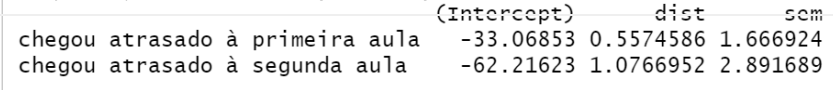 (Intercept) dist sem
chegou atrasado à primeira aula -33.06853 0.5574586 1.666924
chegou atrasado à segunda aula -62.21623 1.0766952 2.891689